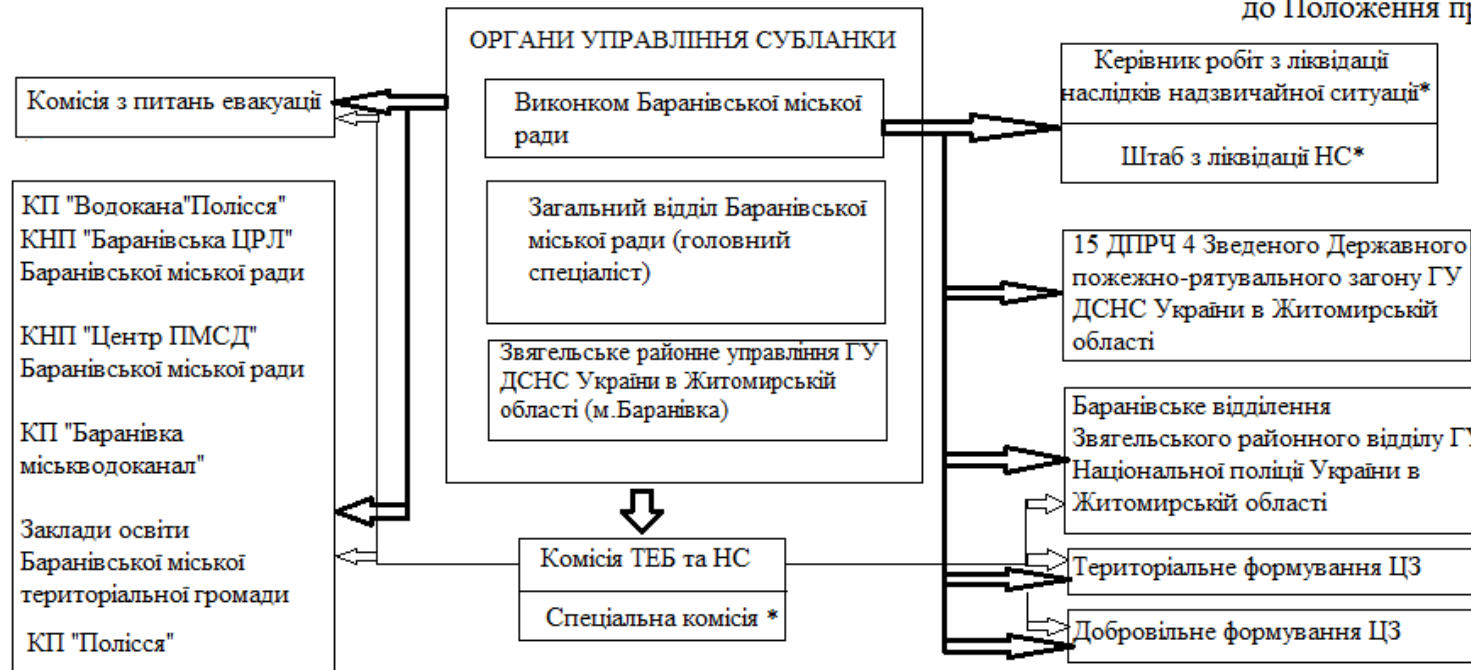 до Положення пр
ОРГАНИ УПРАВЛІННЯ СУБЛАНКИ
Комісія з питань евакуації
Виконком Баранівської міської
ради
Керівник робіт з ліквідації
наслідків надзвичайної ситуації*
Штаб з ліквідації НС*
КП "Водокана"Полісся"
КНП "Баранівська ЦРЛ"
Баранівської міської ради
КНП "Центр ПМСД"
Баранівської міської ради
КП "Баранівка
міськводоканал"
Заклади освіти
Баранівської міської
територіальної громади
КП "Полісся"
Загальний відділ Баранівської
міської ради (головний
спеціаліст)
Звягельське районне управління ГУ
ДСНС України в Житомирській
області (м.Баранівка)
Комісія ТЕБ та НС
Спеціальна комісія *
15 ДПРЧ 4 Зведеного Державного
пожежно-рятувального загону ГУ
ДСНС України в Житомирській
області
Баранівське відділення
Звягельського районного відділу ГУ
Національної поліції України в
Житомирській області
Територіальне формування ЦЗ
Добровільне формування ЦЗ